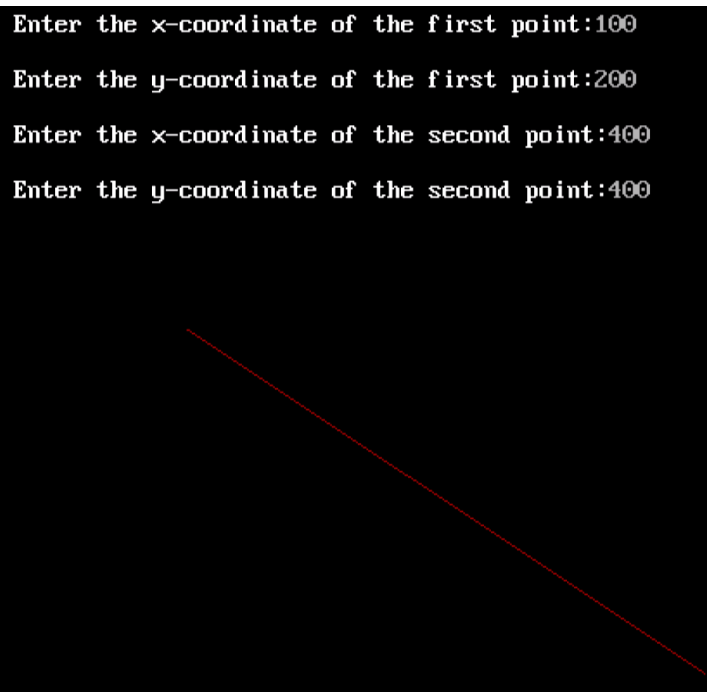 Enter the x-coordinate of the first point:100
Enter the y-coordinate of the first point:200
Enter the x-coordinate of the second point:400
Enter the y-coordinate of the second point:400